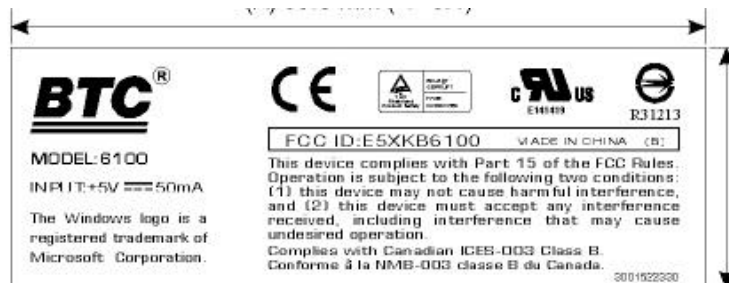 BTC®
MODEL: 6100
INPUT:+5V 50mA
The Windows logo is a
registered trademark of
Microsoft Corporation.
CE
C RU US
E141419
R31213
FCC ID:E5XKB6100 MADE IN CHINA (B)
This device complies with Part 15 of the FCC Rules.
Operation is subject to the following two conditions:
(1) this device may not cause harmful interference,
and (2) this device must accept any interference
received, including interference that may cause
undesired operation.
Complies with Canadian ICES-003 Class B.
Conforme à la NMB-003 classe B du Canada.
3001522330